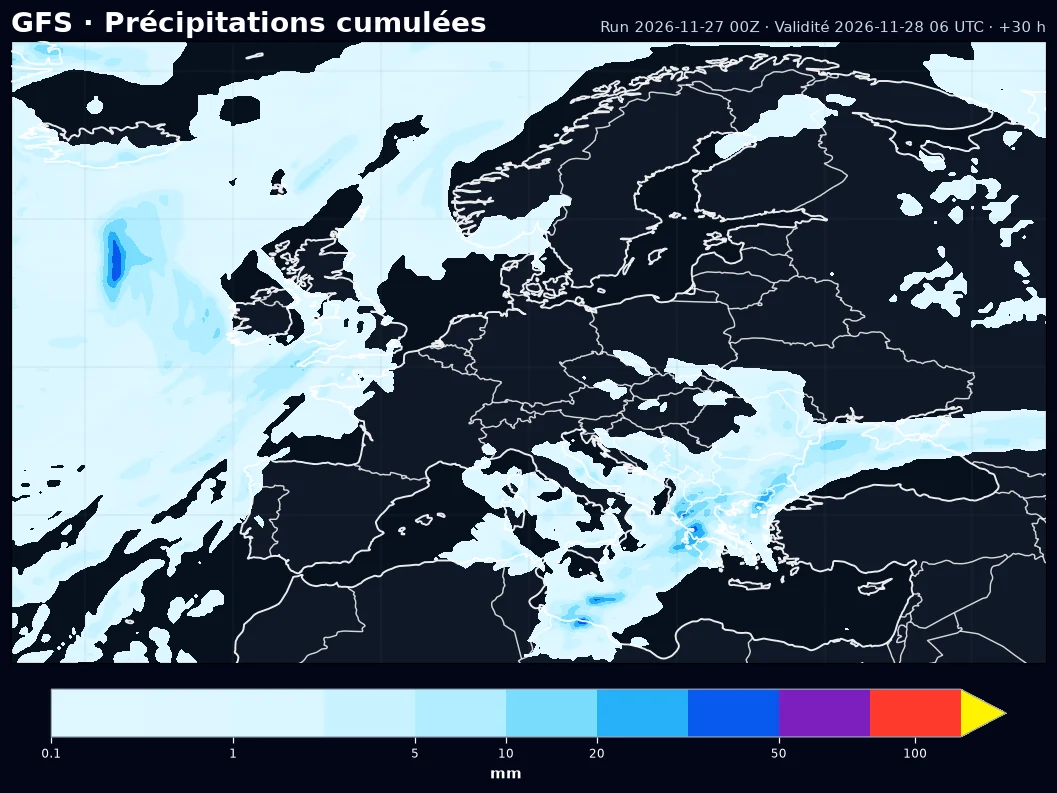 GFS · Précipitations cumulées
Run 2026-11-27 00Z · Validité 2026-11-28 06 UTC · +30 h
0.1 1 5 10 20 50 100
mm